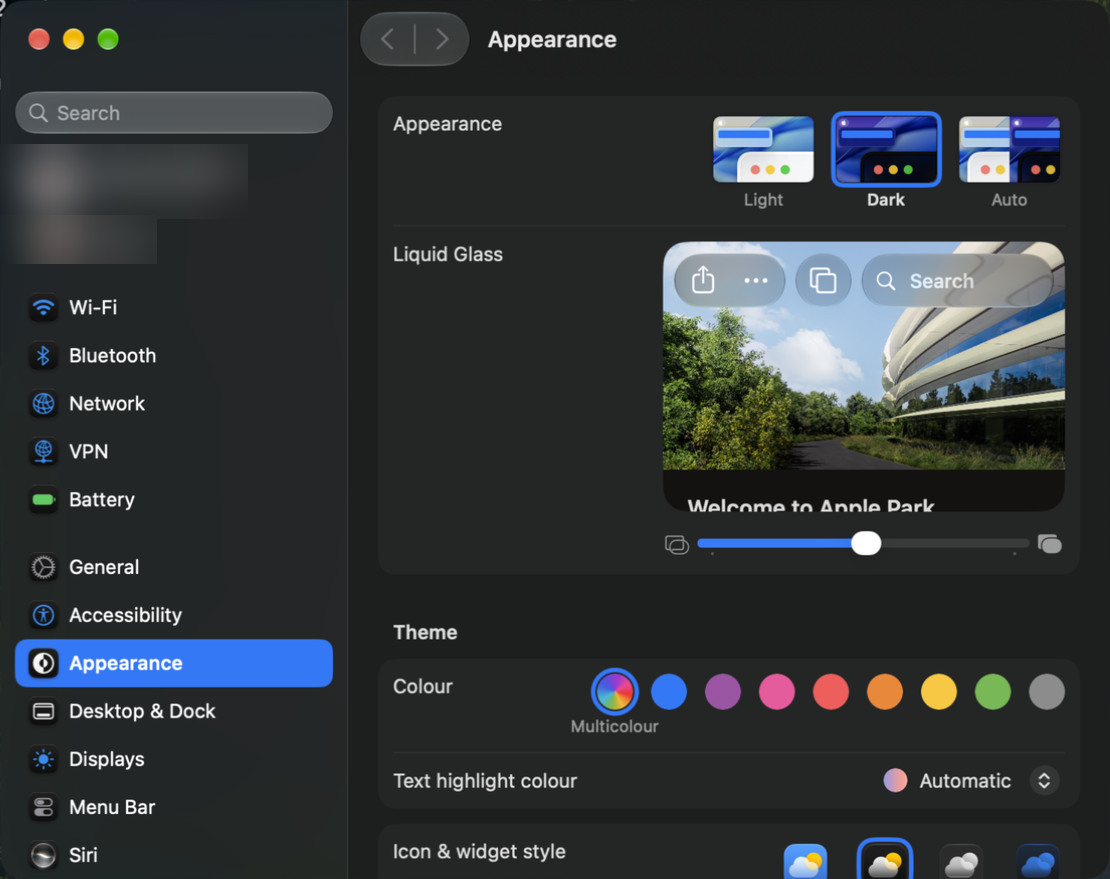 Search
Wi-Fi
Bluetooth
Network
VPN
Battery
General
Accessibility
Appearance
Desktop & Dock
Displays
Menu Bar
Siri
Appearance
Appearance
Light
Dark
Auto
Liquid Glass
Search
Welcome to Apple Park
Theme
Colour
Multicolour
Text highlight colour
Automatic
Icon & widget style